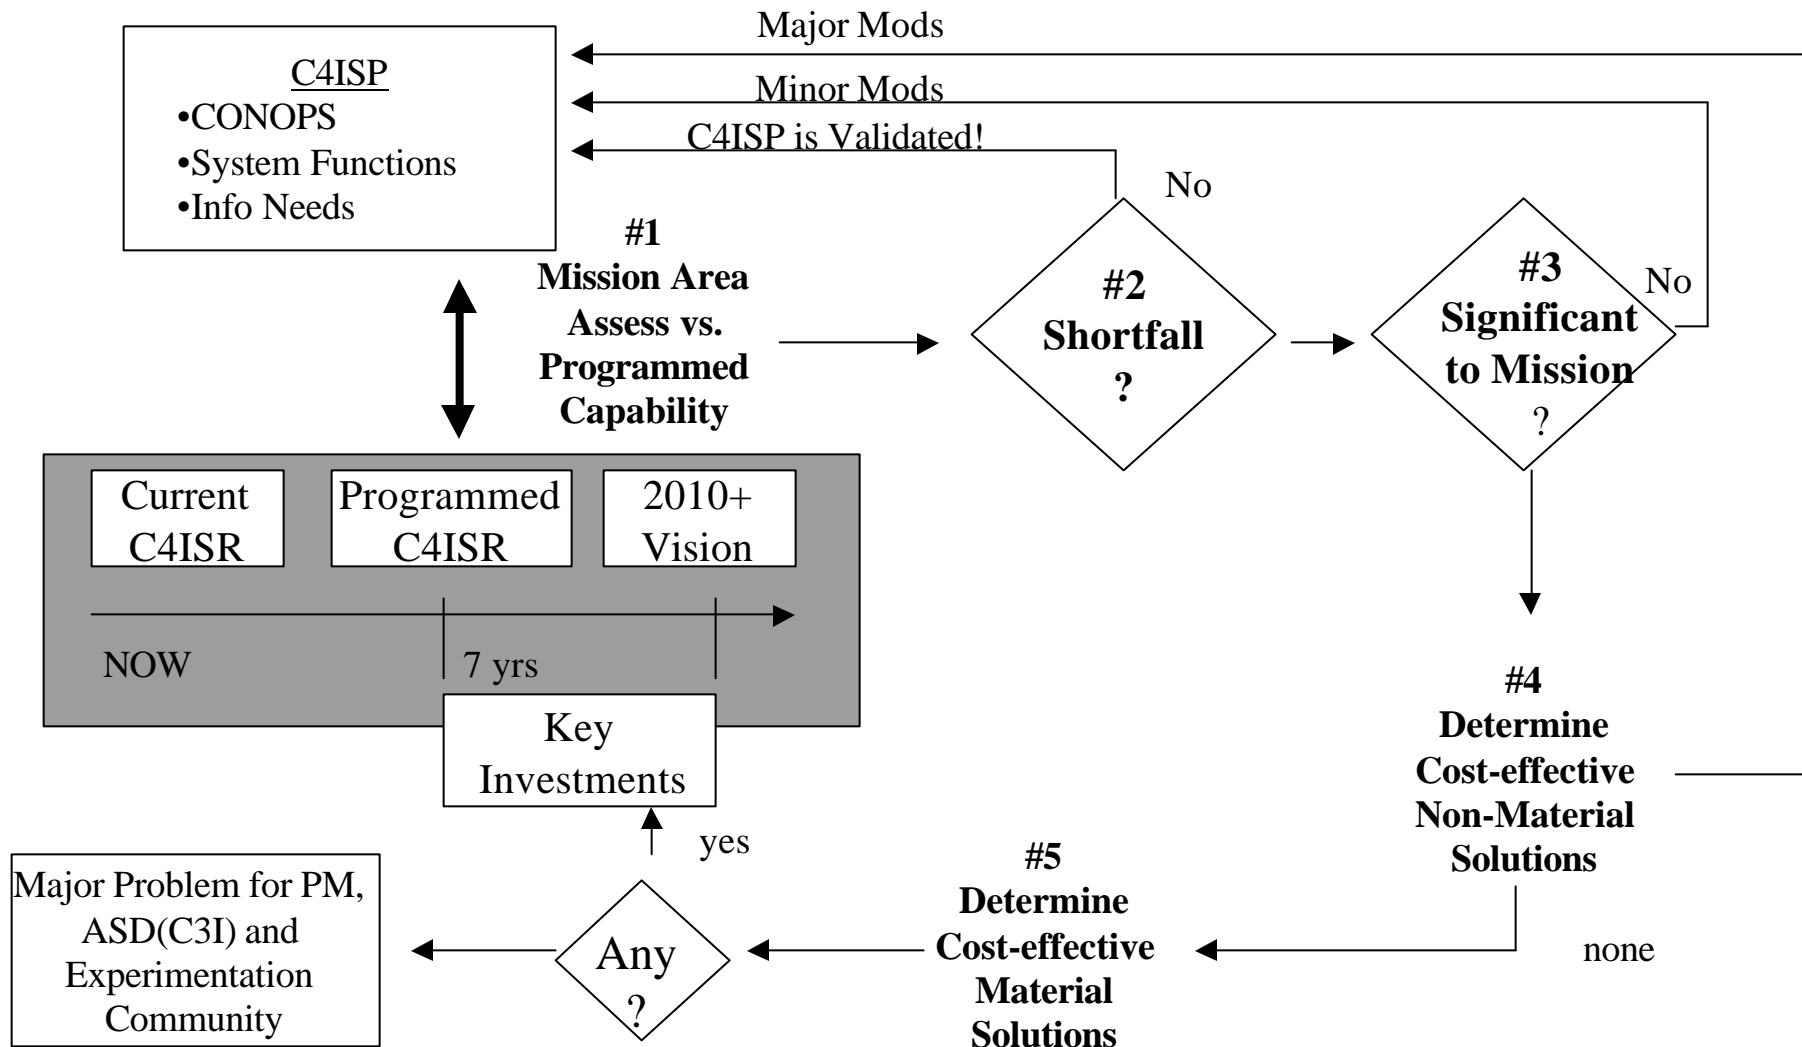 Major Mods
C4ISP
•CONOPS
•System Functions
•Info Needs
Minor Mods
C4ISP is Validated!
No
#1
Mission Area
Assess vs.
Programmed
Capability
#2
Shortfall
?
#3
Significant
to Mission
?
No
Current
C4ISR
Programmed
C4ISR
2010+
Vision
NOW
7 yrs
Key
Investments
#4
Determine
Cost-effective
Non-Material
Solutions
none
#5
Determine
Cost-effective
Material
Solutions
yes
Any
?
Major Problem for PM,
ASD(C3I) and
Experimentation
Community